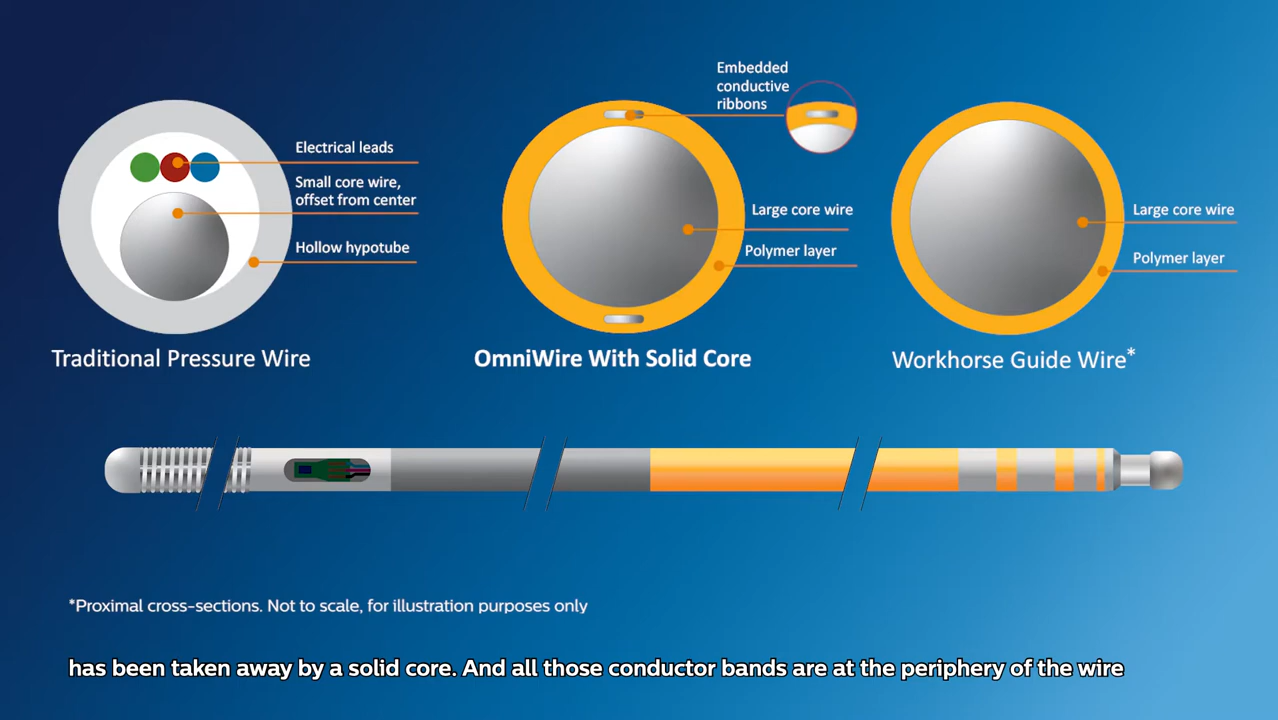 Embedded
conductive
ribbons
Electrical leads
Small core wire,
offset from center
Hollow hypotube
Large core wire
Polymer layer
Large core wire
Polymer layer
Traditional Pressure Wire
OmniWire With Solid Core
Workhorse Guide Wire*
*Proximal cross-sections. Not to scale, for illustration purposes only
has been taken away by a solid core. And all those conductor bands are at the periphery of the wire